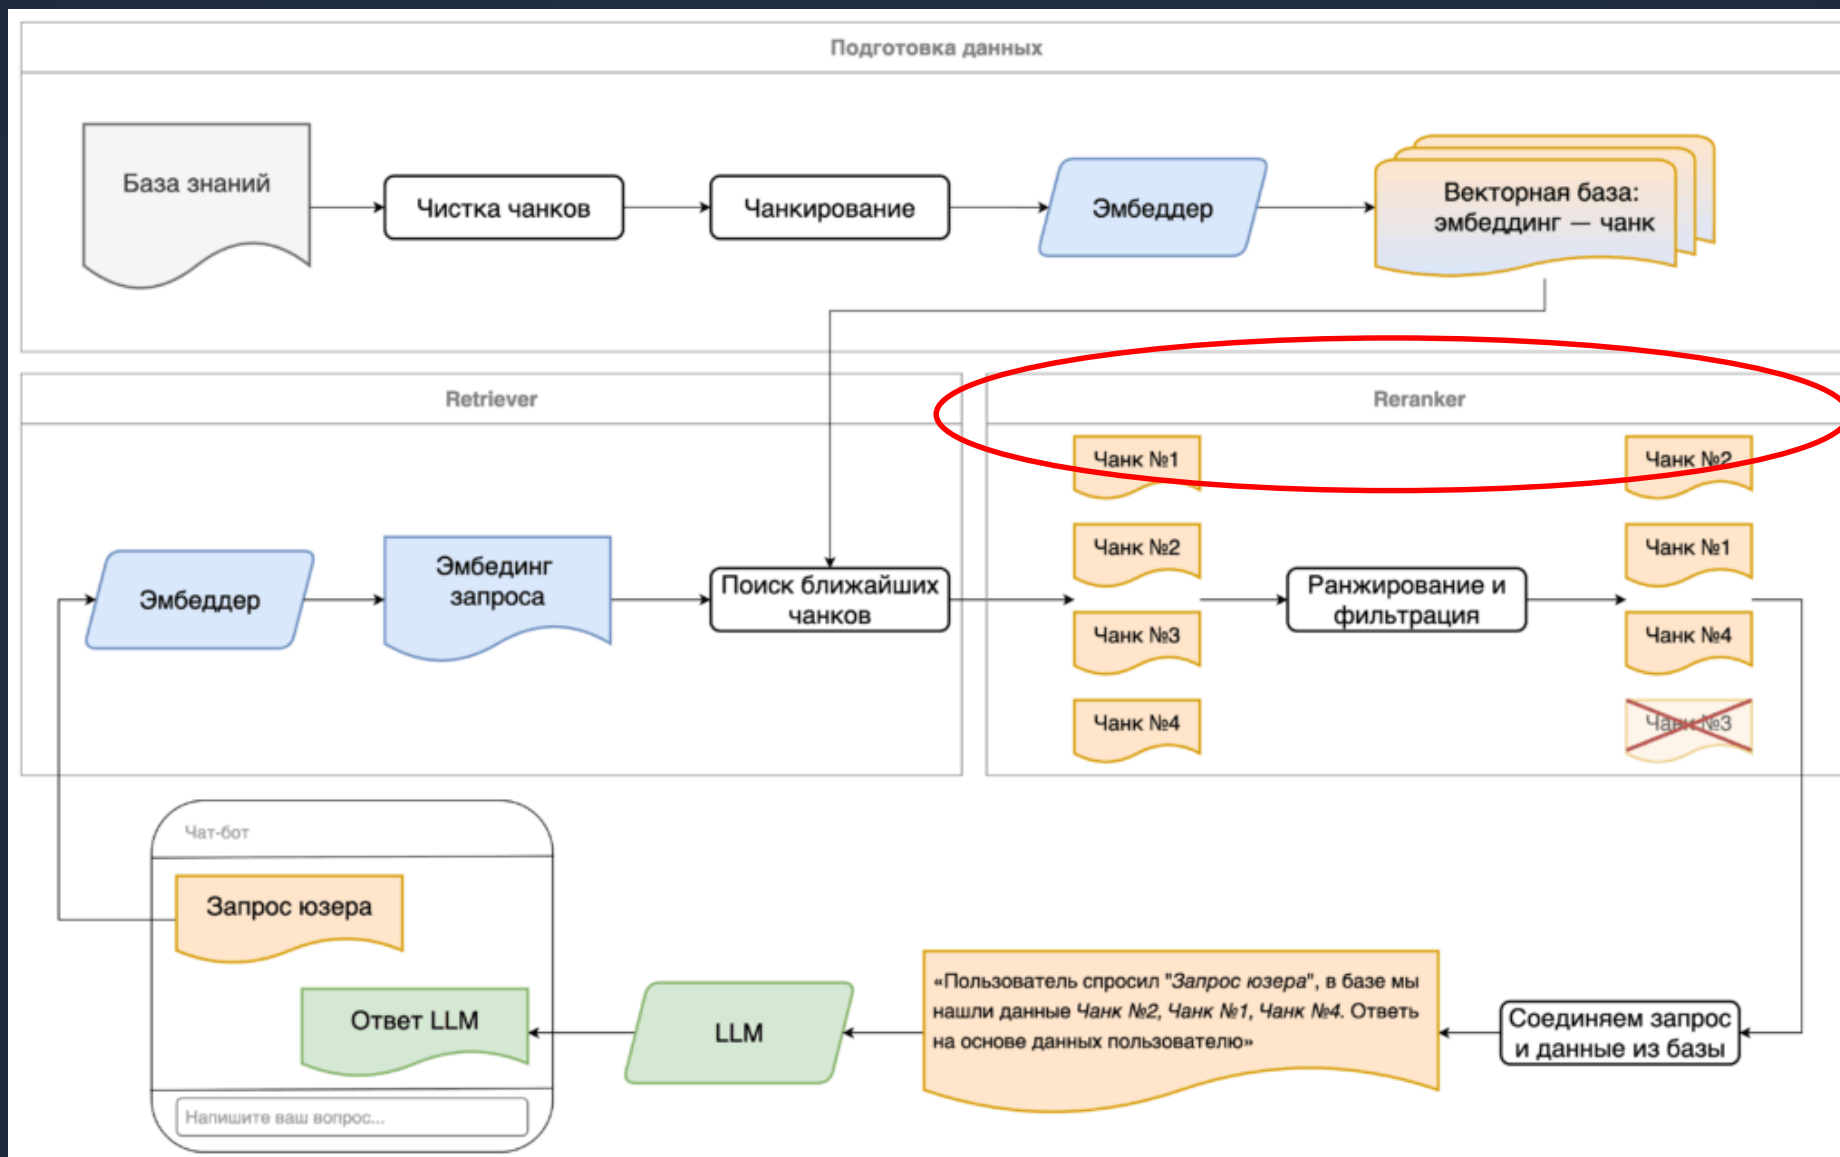 Подготовка данных
База знаний
Чистка чанков
Чанкирование
Эмбеддер
Векторная база:
эмбеддинг — чанк
Retriever
Эмбеддер
Эмбединг
запроса
Поиск ближайших
чанков
Reranker
Чанк №1
Чанк №2
Чанк №3
Чанк №4
Ранжирование и
фильтрация
Чанк №2
Чанк №1
Чанк №4
Чанк №3
Чат-бот
Запрос юзера
Ответ LLM
Напишите ваш вопрос...
LLM
«Пользователь спросил "Запрос юзера", в базе мы
нашли данные Чанк №2, Чанк №1, Чанк №4. Ответь
на основе данных пользователю»
Соединяем запрос
и данные из базы